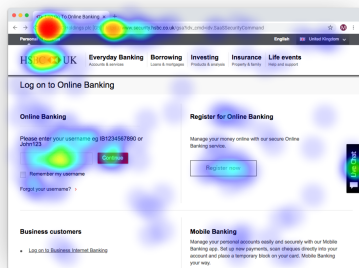 To Online Banking
Personal
English
United Kingdom
HSBC UK
Everyday Banking
Accounts & services
Borrowing
Loans & mortgages
Investing
Products & analysis
Insurance
Property & family
Life events
Help and support
Log on to Online Banking
Online Banking
Please enter your username eg IB1234567890 or
John123
Continue
Remember my username
Forgot your username?
Register for Online Banking
Manage your money online with our secure Online
Banking service.
Register now
Live Chat
Business customers
Log on to Business Internet Banking
Mobile Banking
Manage your personal accounts easily and securely with our Mobile
Banking app. Set up new payments, scan cheques directly into your
account and place a temporary block on your card. Mobile Banking
your way.